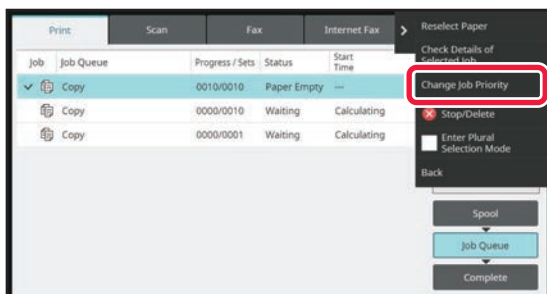 Print Scan Fax Internet Fax > Reselect Paper
Check Details of
Selected Job
Job Job Queue Progress / Sets Status Start
Time
Change Job Priority
Copy 0010/0010 Paper Empty ---
Copy 0000/0010 Waiting Calculating
Stop/Delete
Copy 0000/0001 Waiting Calculating
Enter Plural
Selection Mode
Back
Spool
Job Queue
Complete